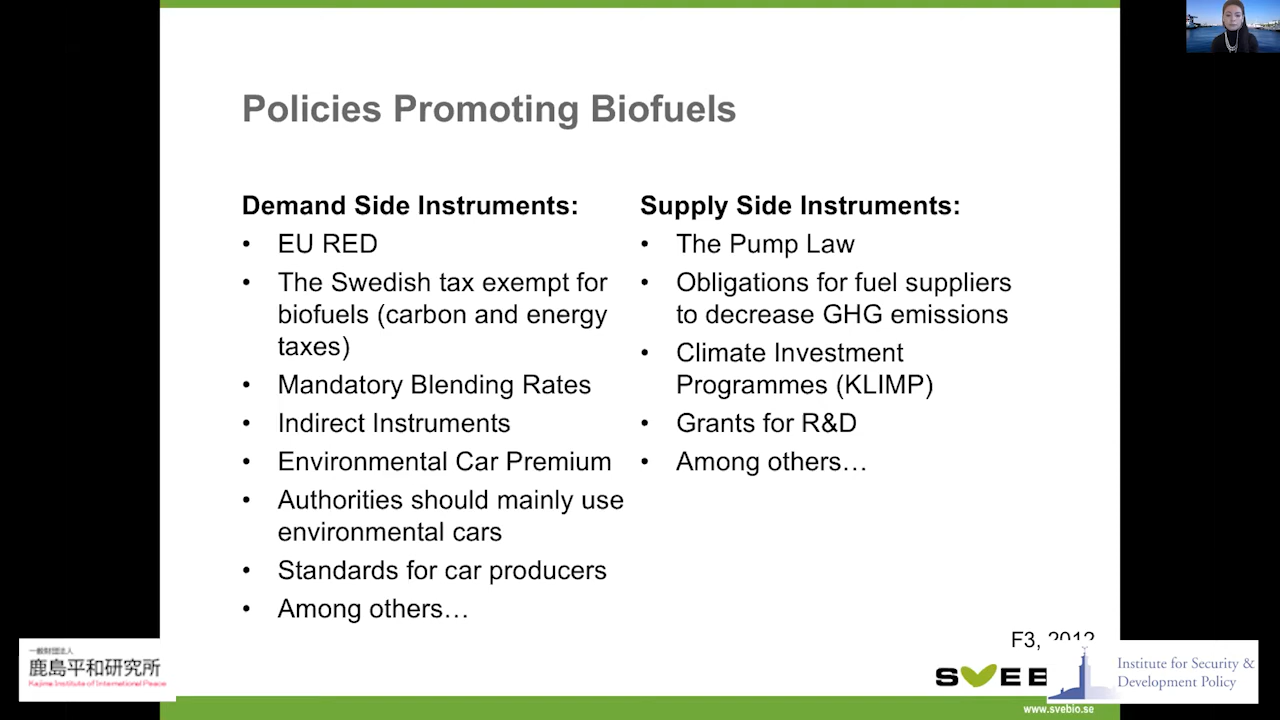 Policies Promoting Biofuels
Demand Side Instruments:
• EU RED
• The Swedish tax exempt for
biofuels (carbon and energy
taxes)
• Mandatory Blending Rates
• Indirect Instruments
• Environmental Car Premium
• Authorities should mainly use
environmental cars
• Standards for car producers
• Among others…
Supply Side Instruments:
• The Pump Law
• Obligations for fuel suppliers
to decrease GHG emissions
• Climate Investment
Programmes (KLIMP)
• Grants for R&D
• Among others…
F3, 2012
一般財団法人
鹿島平和研究所
Kajima Institute of International Peace
SVEB
www.svebio.se
Institute for Security &
Development Policy